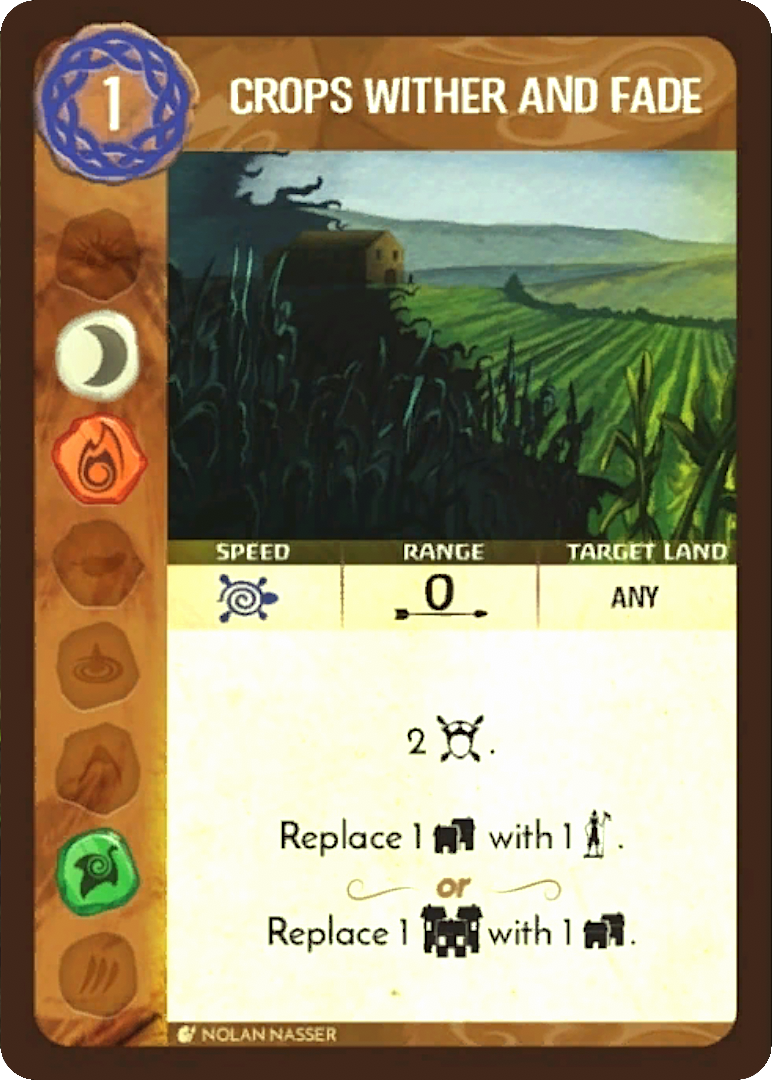 1
CROPS WITHER AND FADE
SPEED RANGE TARGET LAND
0 ANY
2 .
Replace 1 with 1 .
or
Replace 1 with 1 .
NOLAN NASSER